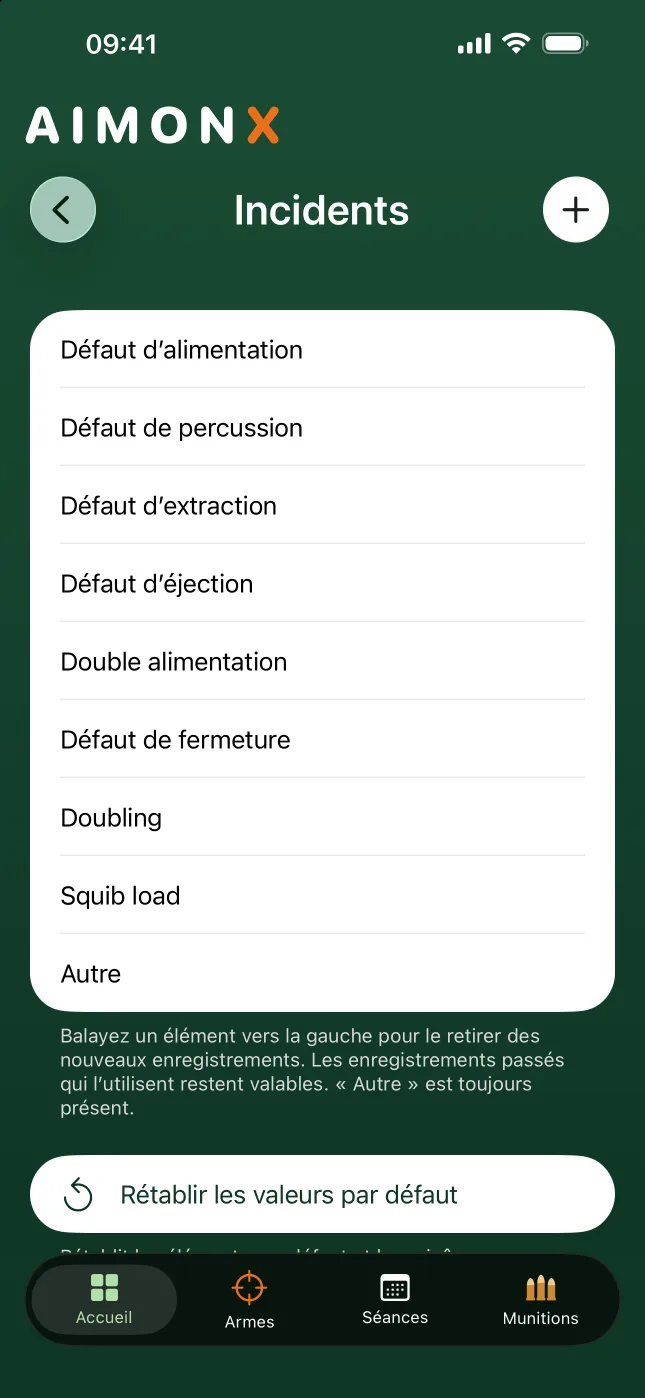 09:41
AIMONX
Incidents
Défaut d’alimentation
Défaut de percussion
Défaut d’extraction
Défaut d’éjection
Double alimentation
Défaut de fermeture
Doubling
Squib load
Autre
Balayez un élément vers la gauche pour le retirer des
nouveaux enregistrements. Les enregistrements passés
qui l’utilisent restent valables. « Autre » est toujours
présent.
Rétablir les valeurs par défaut
Accueil
Armes
Séances
Munitions